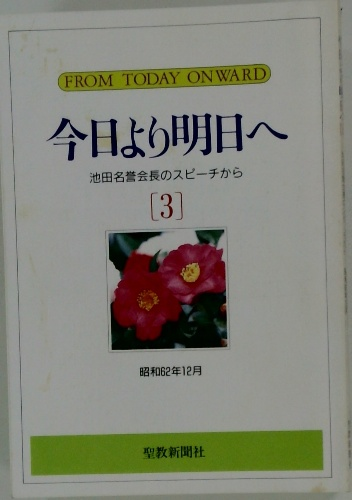 FROM TODAY ONWARD
今日より明日へ
池田名誉会長のスピーチから
[3]
昭和62年12月
聖教新聞社